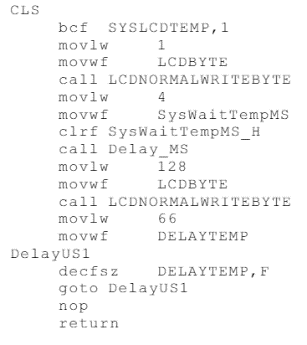 CLS
bcf SYSLCDTEMP,1
movlw 1
movwf LCDBYTE
call LCDNORMALWRITEBYTE
movlw 4
movwf SysWaitTempMS
clrf SysWaitTempMS_H
call Delay_MS
movlw 128
movwf LCDBYTE
call LCDNORMALWRITEBYTE
movlw 66
movwf DELAYTEMP
DelayUS1
decfsz DELAYTEMP,F
goto DelayUS1
nop
return